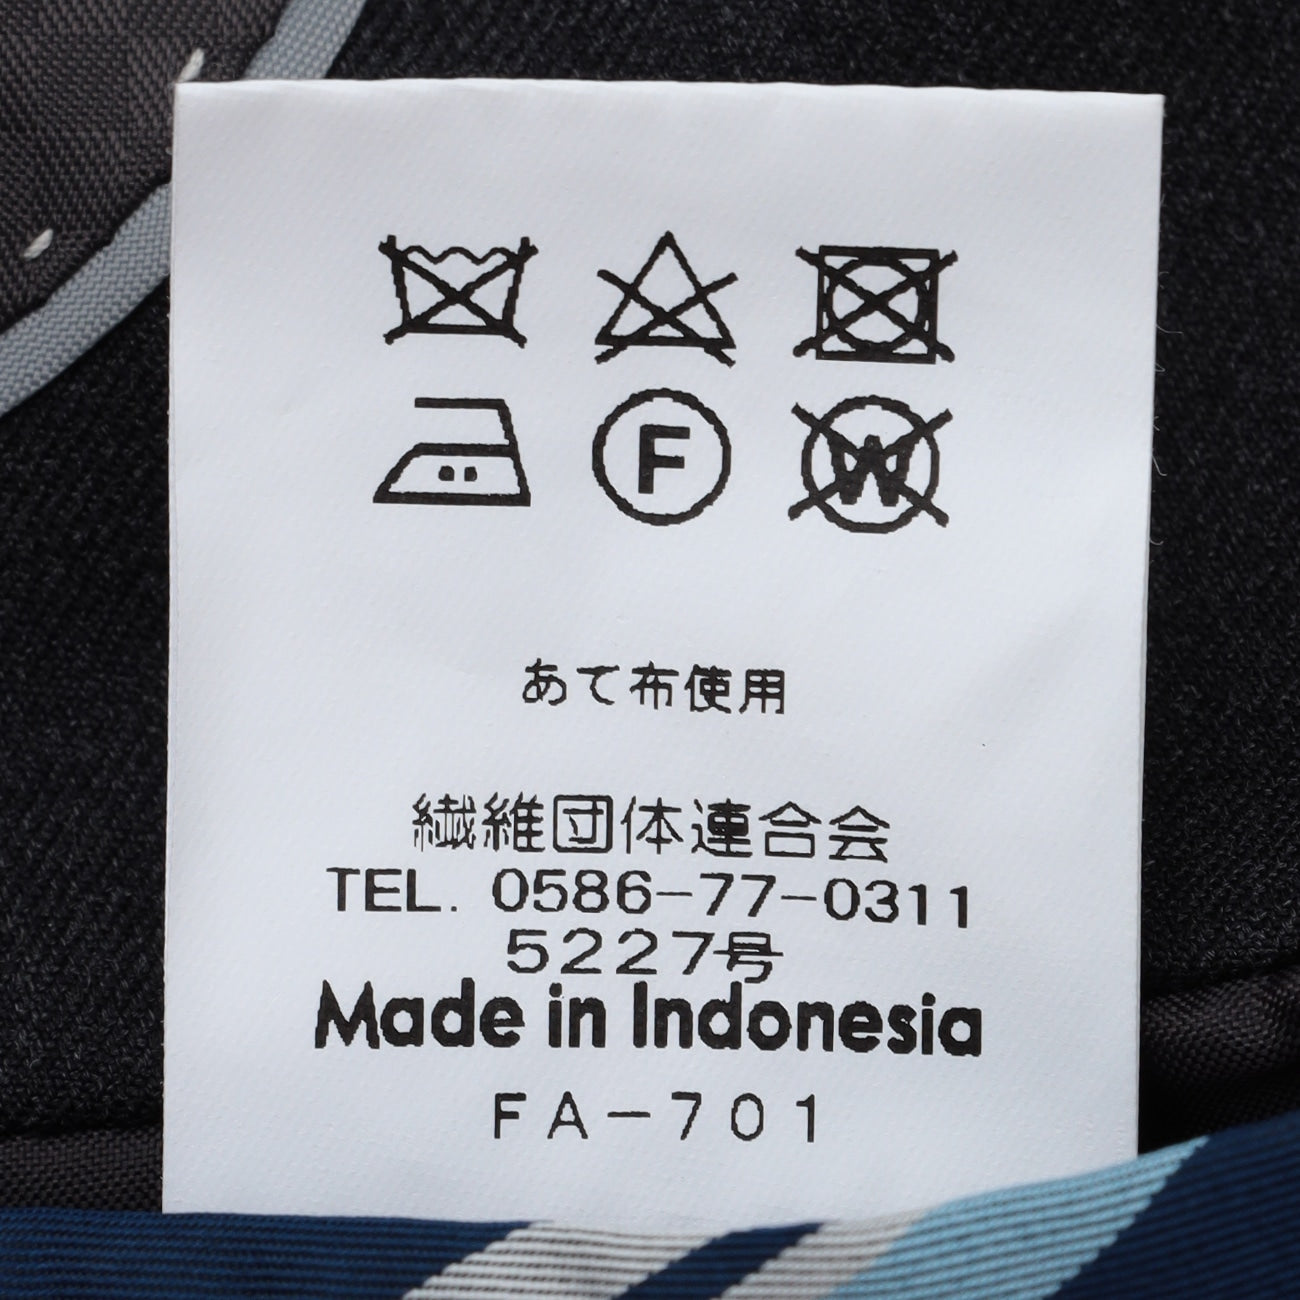 F W
あて布使用
繊維団体連合会
TEL. 0586-77-0311
5227号
Made in Indonesia
FA-701